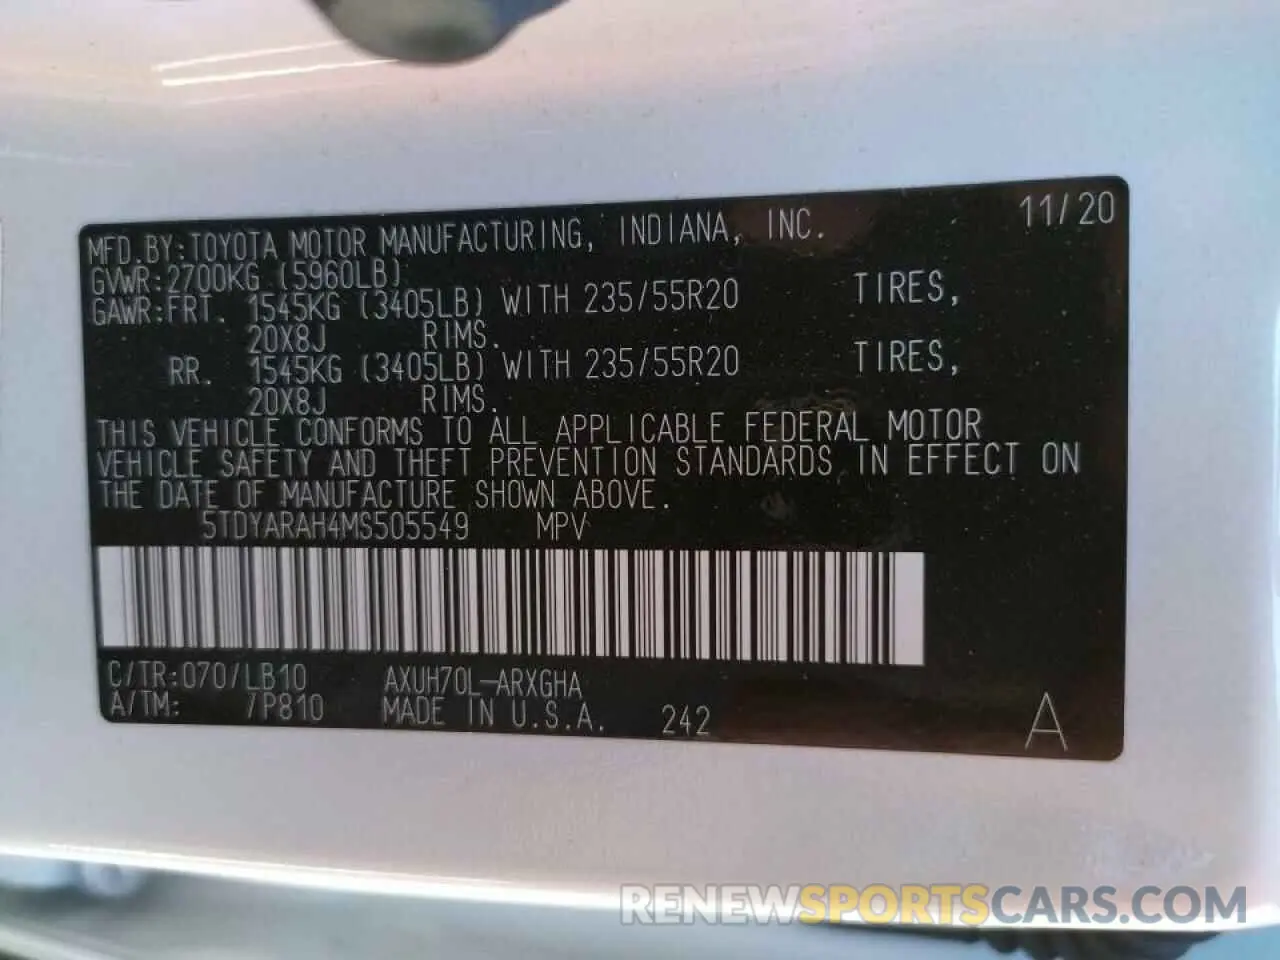 11/20
MFD.BY:TOYOTA MOTOR MANUFACTURING, INDIANA, INC.
GVWR:2700KG (5960LB)
GAWR:FRT. 1545KG (3405LB) WITH 235/55R20 TIRES,
20X8J RIMS.
RR. 1545KG (3405LB) WITH 235/55R20 TIRES,
20X8J RIMS.
THIS VEHICLE CONFORMS TO ALL APPLICABLE FEDERAL MOTOR
VEHICLE SAFETY AND THEFT PREVENTION STANDARDS IN EFFECT ON
THE DATE OF MANUFACTURE SHOWN ABOVE.
5TDYARAH4MS505549 MPV
C/TR:070/LB10 AXUH70L-ARXGHA
A/TM: /P810 MADE IN U.S.A. 242 A
RENEWSPORTSCARS.COM